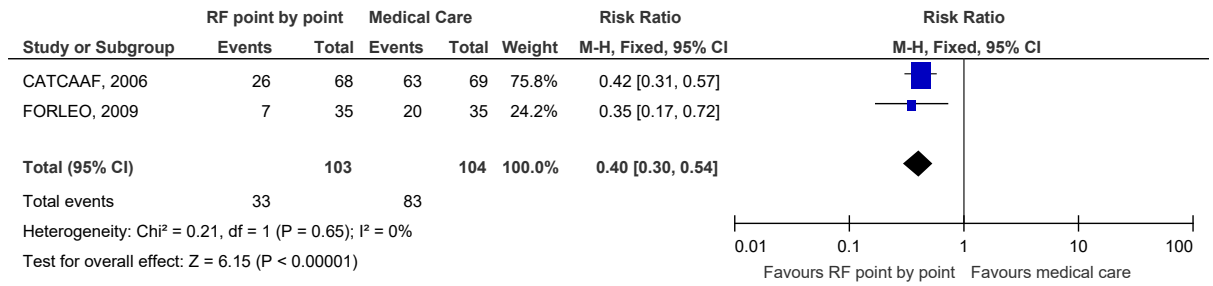 RF point by point Medical Care Risk Ratio Risk Ratio
Study or Subgroup Events Total Events Total Weight M-H, Fixed, 95% CI M-H, Fixed, 95% CI
CATCAAF, 2006 26 68 63 69 75.8% 0.42 [0.31, 0.57]
FORLEO, 2009 7 35 20 35 24.2% 0.35 [0.17, 0.72]
Total (95% CI) 103 104 100.0% 0.40 [0.30, 0.54]
Total events 33 83
Heterogeneity: Chi² = 0.21, df = 1 (P = 0.65); I² = 0%
Test for overall effect: Z = 6.15 (P < 0.00001)
0.01 0.1 1 10 100
Favours RF point by point Favours medical care